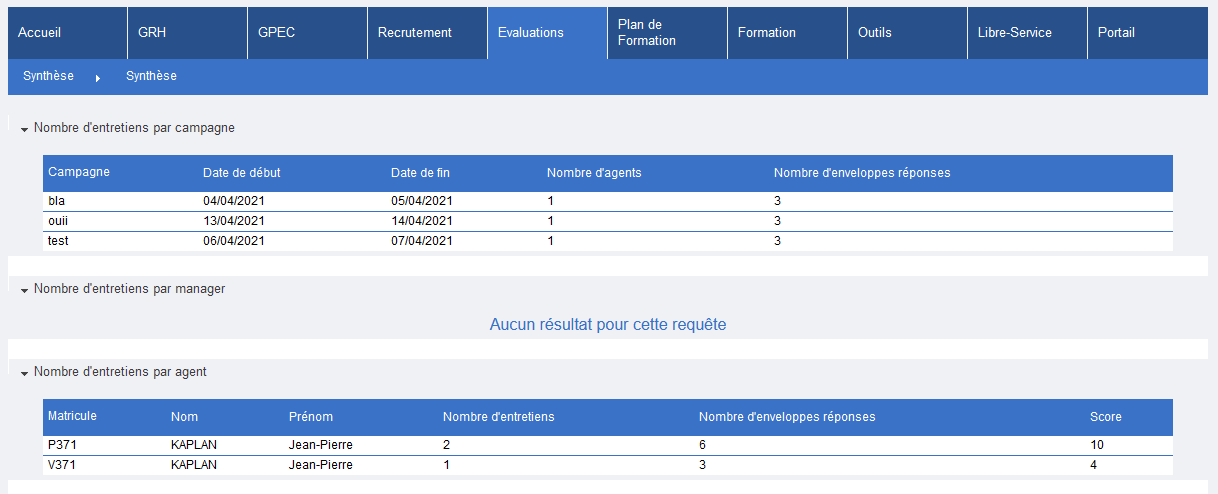 Accueil GRH GPEC Recrutement Evaluations Plan de Formation Formation Outils Libre-Service Portail
Synthèse Synthèse
Nombre d'entretiens par campagne
Campagne Date de début Date de fin Nombre d'agents Nombre d'enveloppes réponses
bla 04/04/2021 05/04/2021 1 3
ouii 13/04/2021 14/04/2021 1 3
test 06/04/2021 07/04/2021 1 3
Nombre d'entretiens par manager
Aucun résultat pour cette requête
Nombre d'entretiens par agent
Matricule Nom Prénom Nombre d'entretiens Nombre d'enveloppes réponses Score
P371 KAPLAN Jean-Pierre 2 6 10
V371 KAPLAN Jean-Pierre 1 3 4